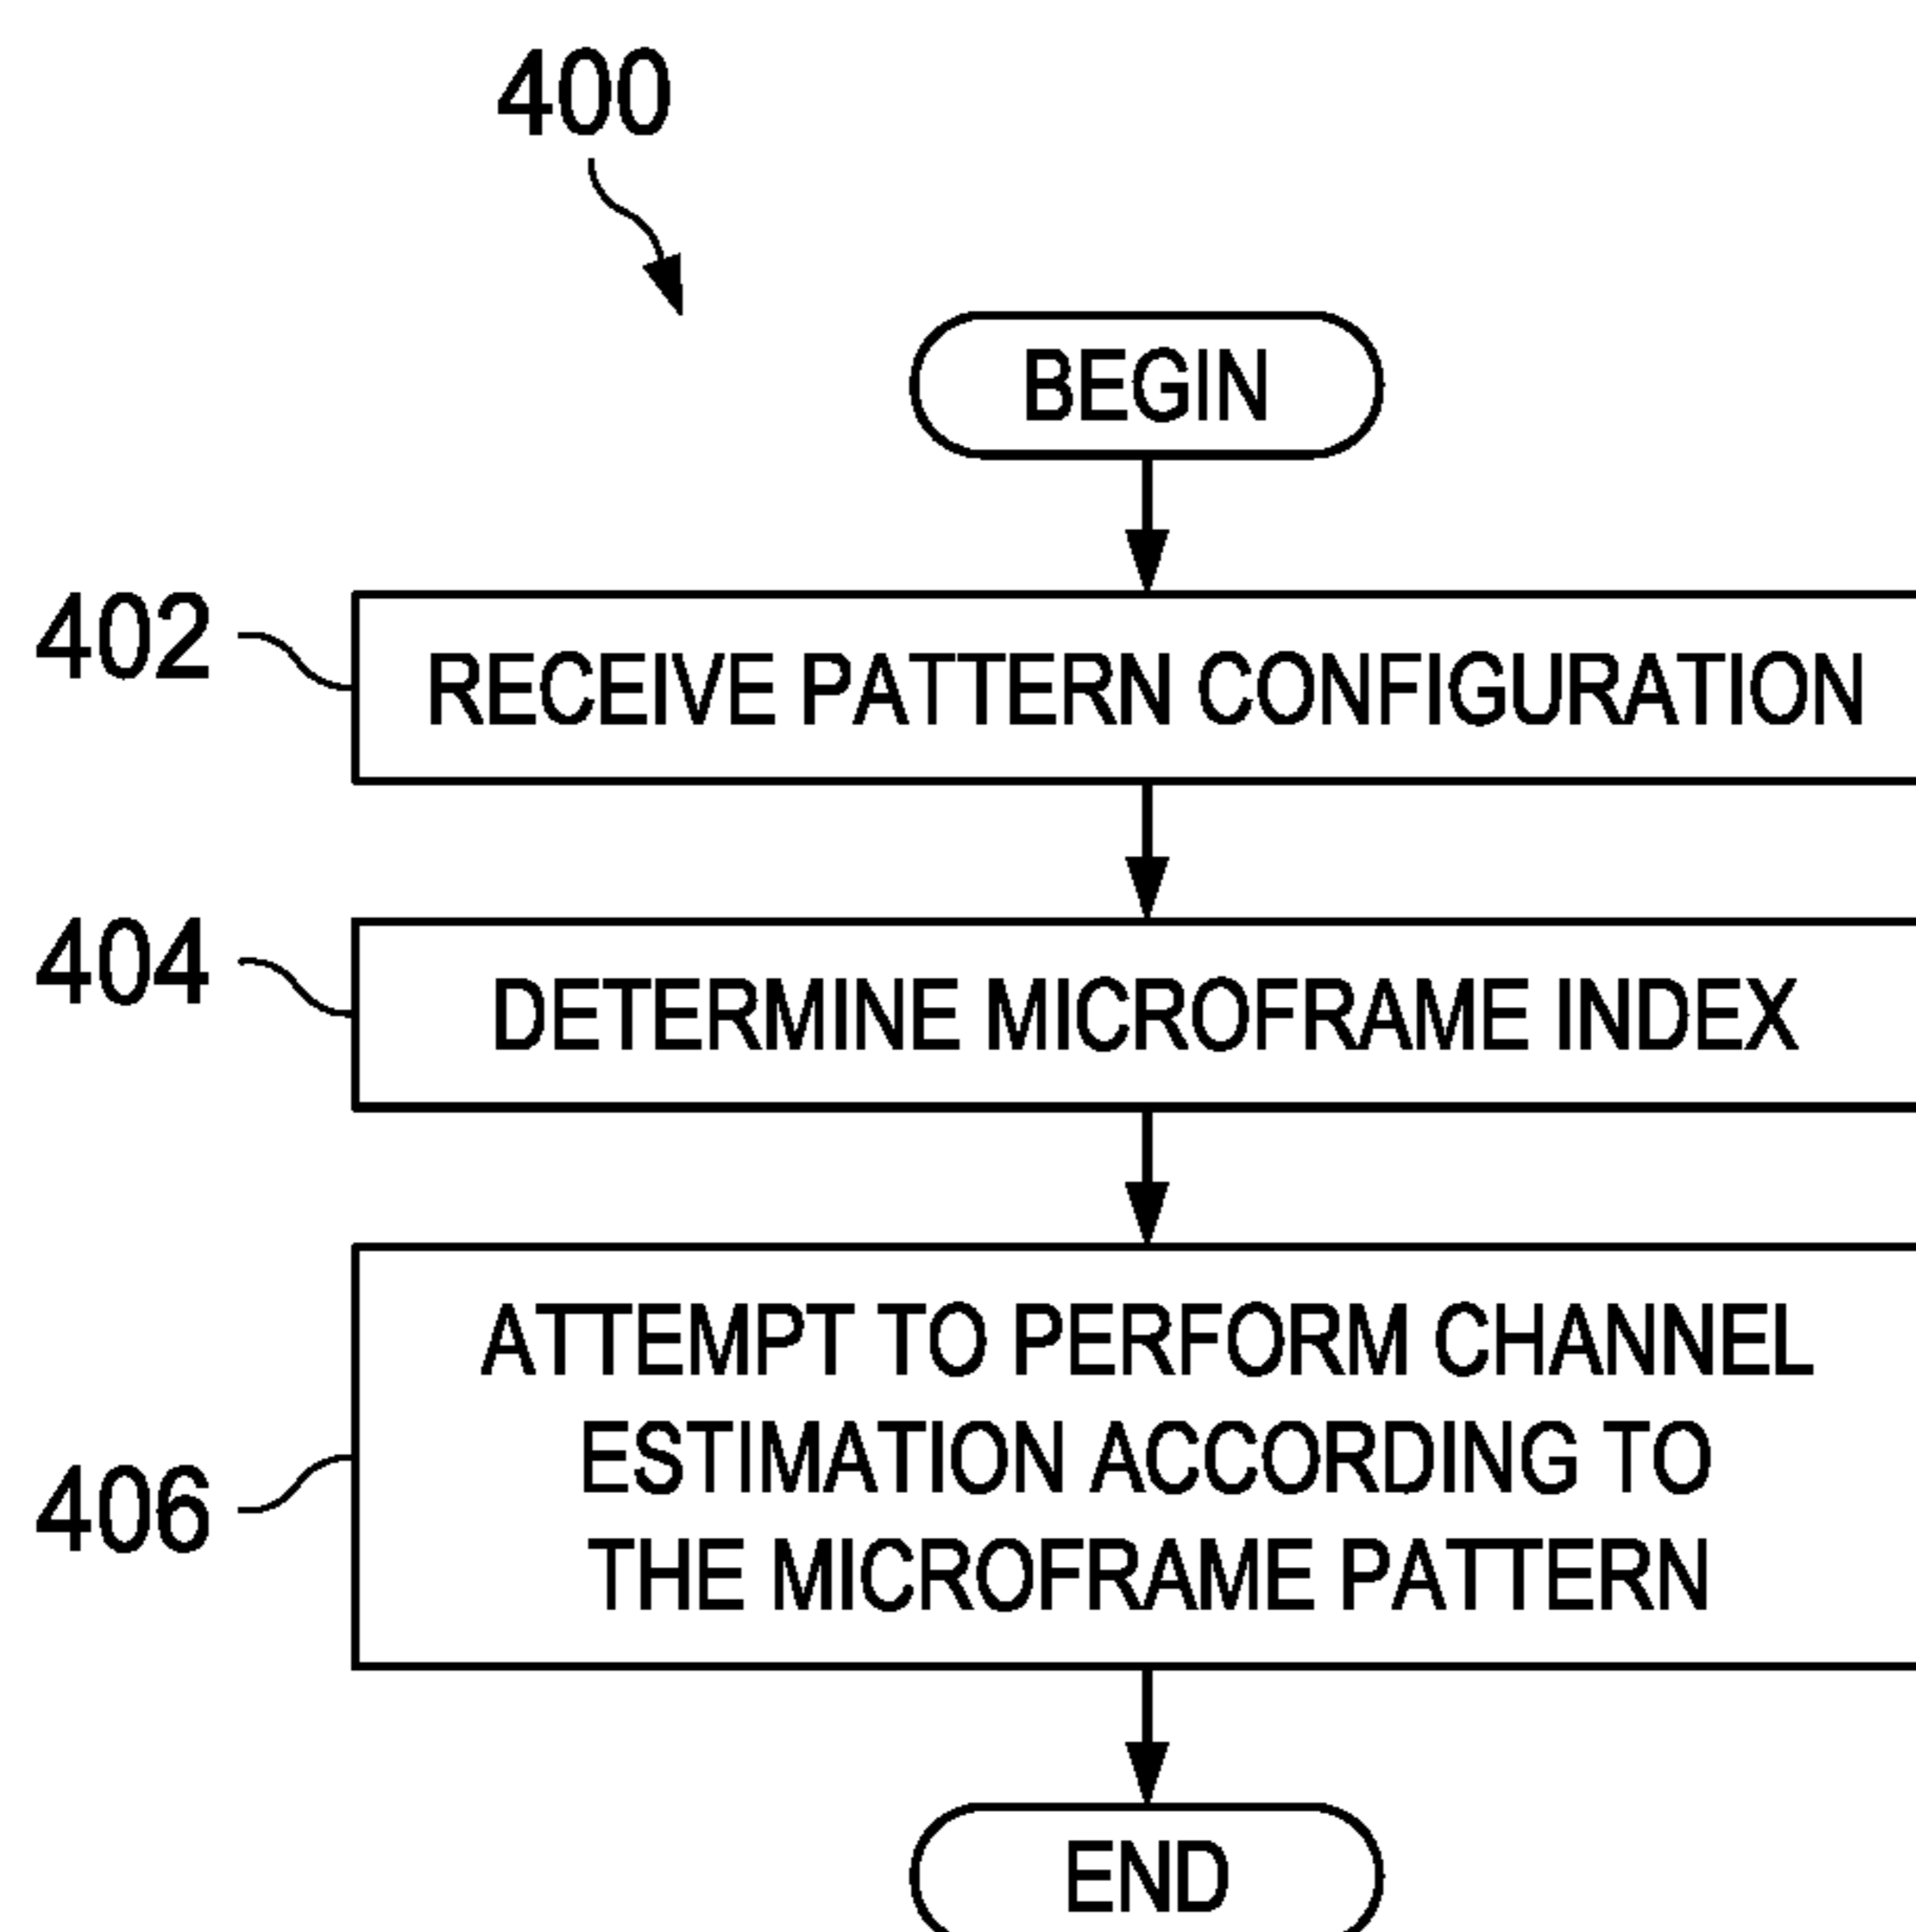 400
BEGIN
402
RECEIVE PATTERN CONFIGURATION
404
DETERMINE MICROFRAME INDEX
406
ATTEMPT TO PERFORM CHANNEL
ESTIMATION ACCORDING TO
THE MICROFRAME PATTERN
END